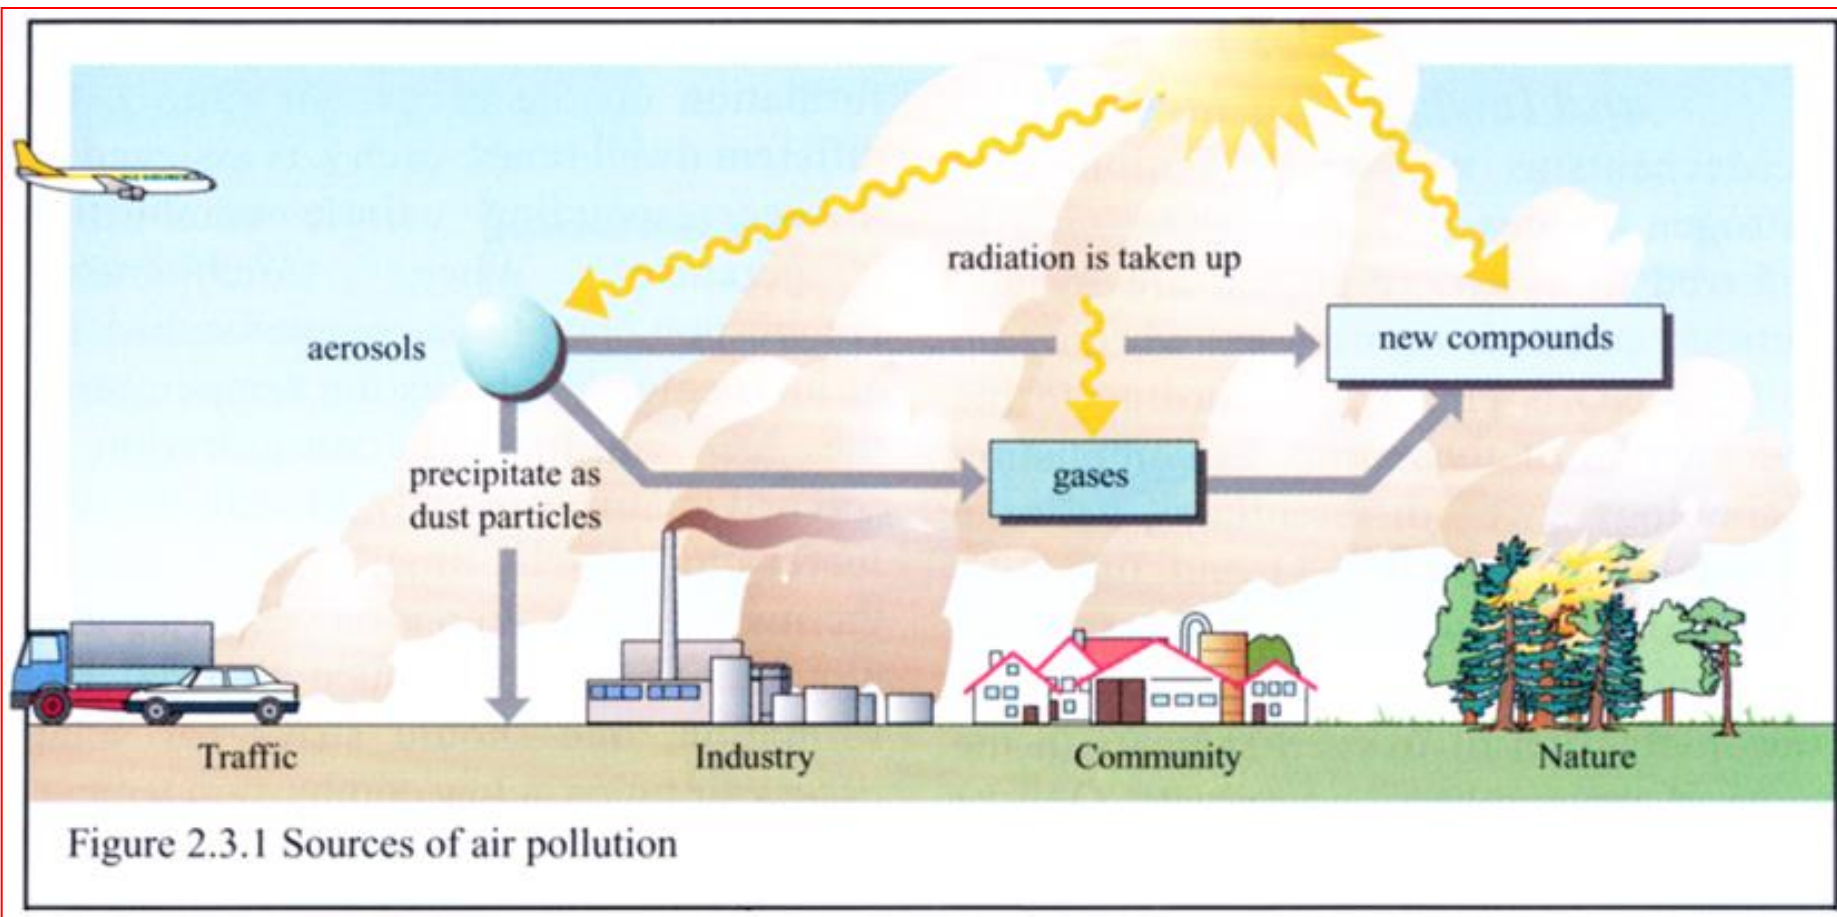 radiation is taken up
aerosols
new compounds
precipitate as
dust particles
gases
Traffic
Industry
Community
Nature
Figure 2.3.1 Sources of air pollution